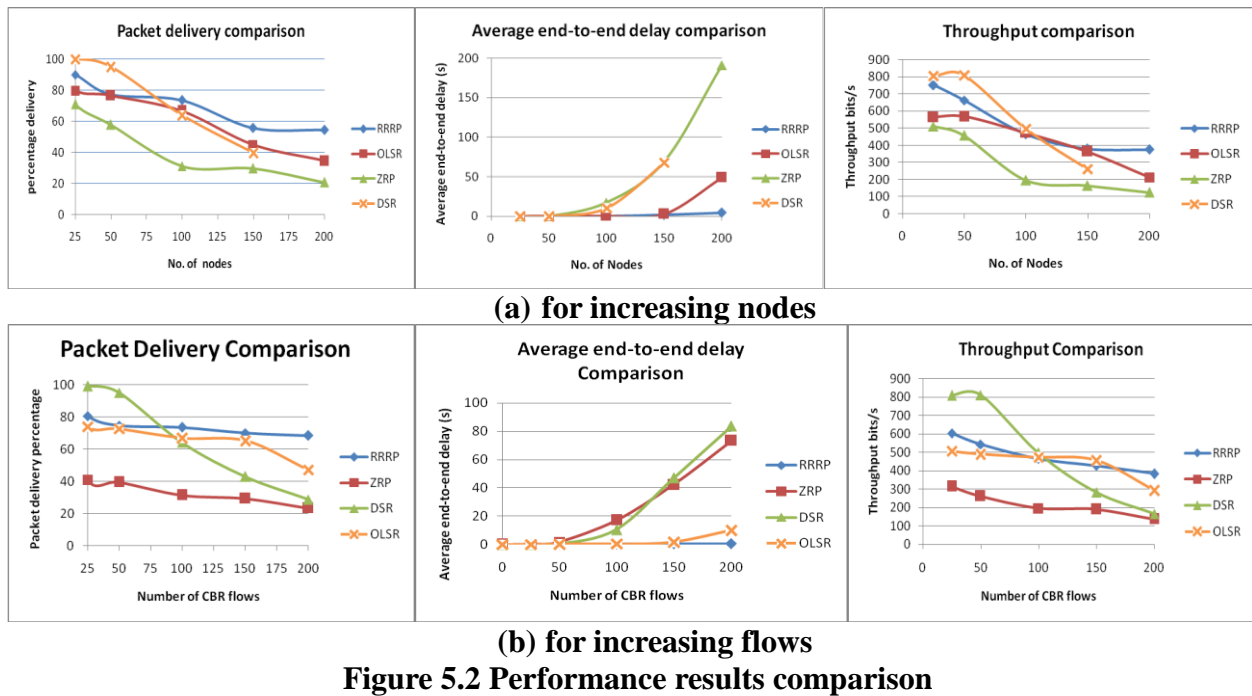 Packet delivery comparison
percentage delivery
100
80
60
40
20
0
25 50 75 100 125 150 175 200
No. of nodes
RRRP
OLSR
ZRP
DSR
Average end-to-end delay comparison
Average end-to-end delay (s)
200
150
100
50
0
0 50 100 150 200
No. of Nodes
RRRP
OLSR
ZRP
DSR
Throughput comparison
Throughput bits/s
900
800
700
600
500
400
300
200
100
0
0 50 100 150 200
No. of Nodes
RRRP
OLSR
ZRP
DSR
(a) for increasing nodes
Packet Delivery Comparison
Packet delivery percentage
100
80
60
40
20
0
25 50 75 100 125 150 175 200
Number of CBR flows
RRRP
ZRP
DSR
OLSR
Average end-to-end delay
Comparison
Average end-to-end delay (s)
100
80
60
40
20
0
0 50 100 150 200
Number of CBR flows
RRRP
ZRP
DSR
OLSR
Throughput Comparison
Throughput bits/s
900
800
700
600
500
400
300
200
100
0
0 50 100 150 200
Number of CBR flows
RRRP
ZRP
DSR
OLSR
(b) for increasing flows
Figure 5.2 Performance results comparison